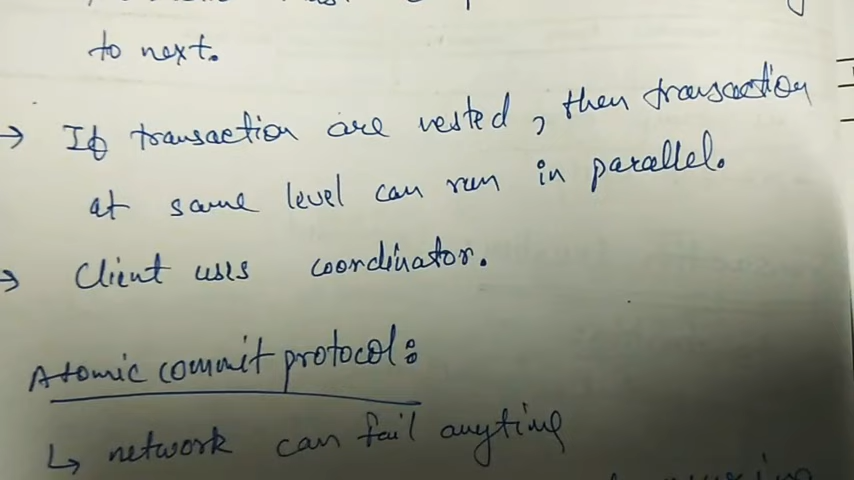 to next.
→ If transaction are nested, then transaction
at same level can run in parallel.
→ Client uses coordinator.
Atomic commit protocol:
↳ network can fail anyting